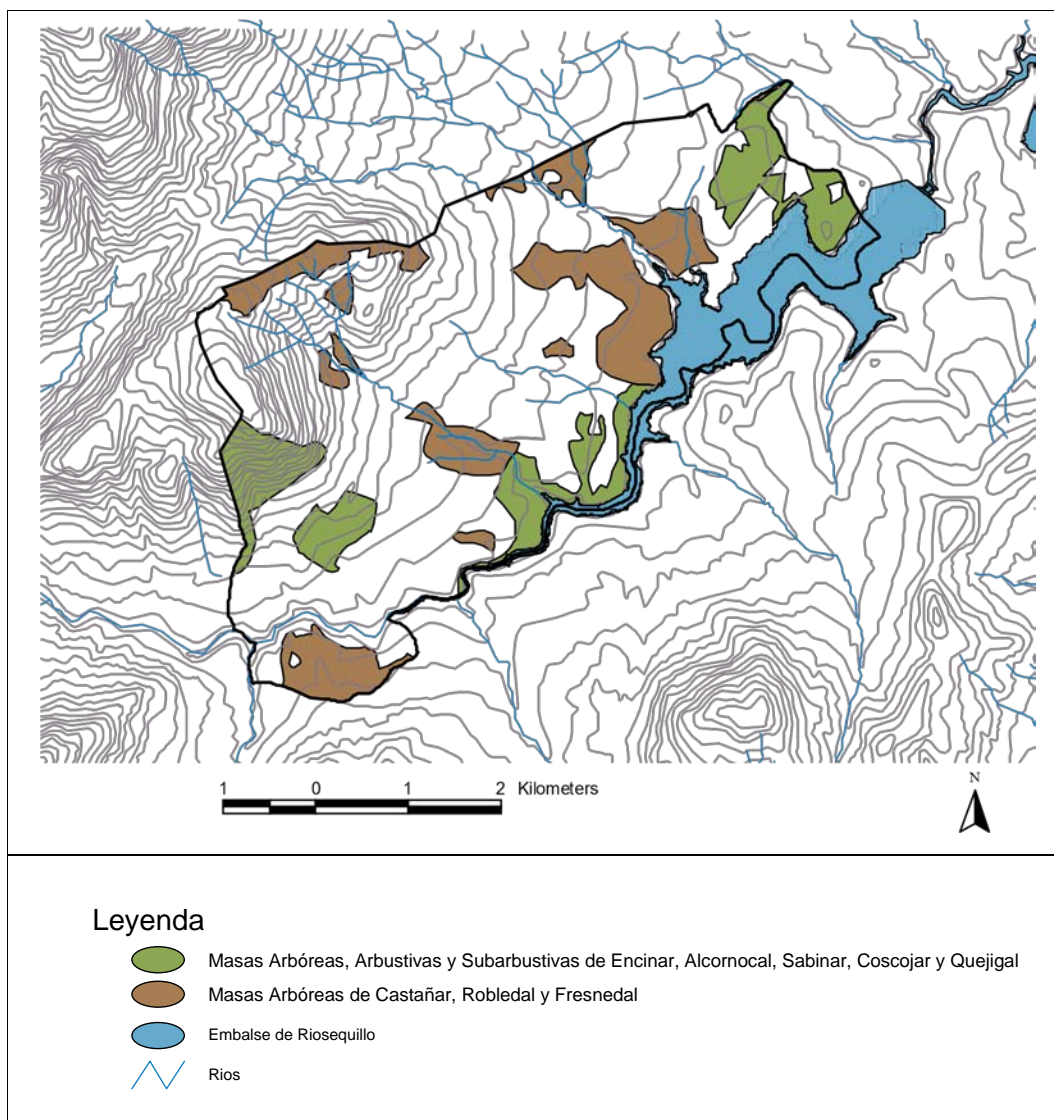 1 0 1 2 Kilometers
N
Leyenda
Masas Arbóreas, Arbustivas y Subarbustivas de Encinar, Alcornocal, Sabinar, Coscojar y Quejigal
Masas Arbóreas de Castañar, Robledal y Fresnedal
Embalse de Riosequillo
Rios